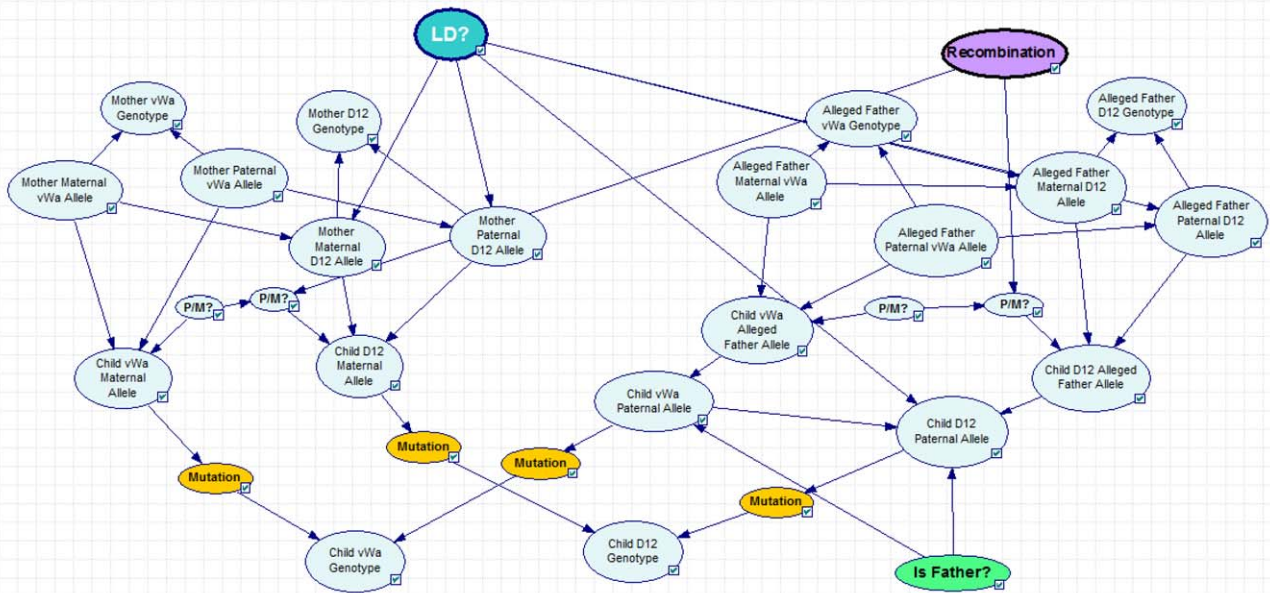 LD?
Recombination
Mother vWa
Genotype
Mother D12
Genotype
Alleged Father
vWa Genotype
Alleged Father
D12 Genotype
Mother Maternal
vWa Allele
Mother Paternal
vWa Allele
Alleged Father
Maternal vWa
Allele
Alleged Father
Maternal D12
Allele
Mother
Maternal
D12 Allele
Mother
Paternal
D12 Allele
Alleged Father
Paternal vWa Allele
Alleged Father
Paternal D12
Allele
P/M?
P/M?
P/M?
P/M?
Child vWa
Maternal
Allele
Child D12
Maternal
Allele
Child vWa
Alleged
Father Allele
Child D12 Alleged
Father Allele
Child vWa
Paternal Allele
Child D12
Paternal Allele
Mutation
Mutation
Mutation
Mutation
Child vWa
Genotype
Child D12
Genotype
Is Father?